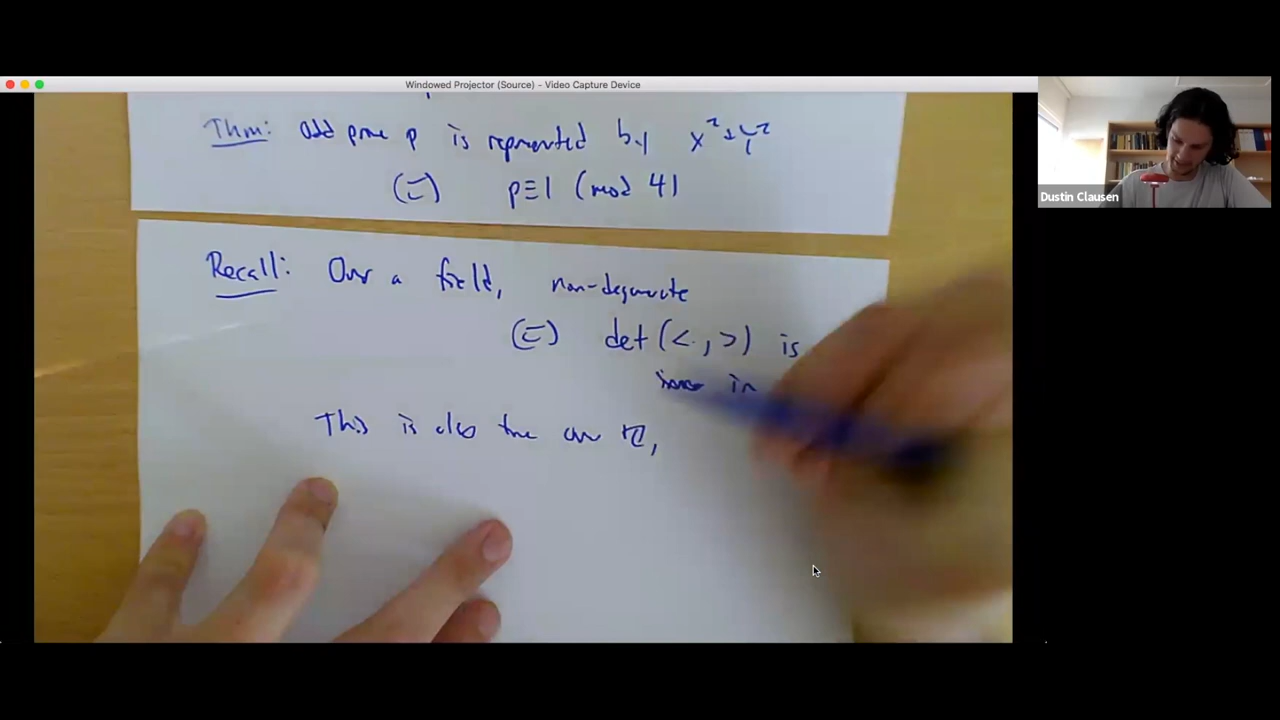 Windowed Projector (Source) - Video Capture Device
Dustin Clausen
Thm: Odd prime p is represented by x²+y²
(⇔) p≡1 (mod 4)
Recall: Over a field, non-degenerate
(⇔) det(<·,·>) is
in
This is also true over ℤ,